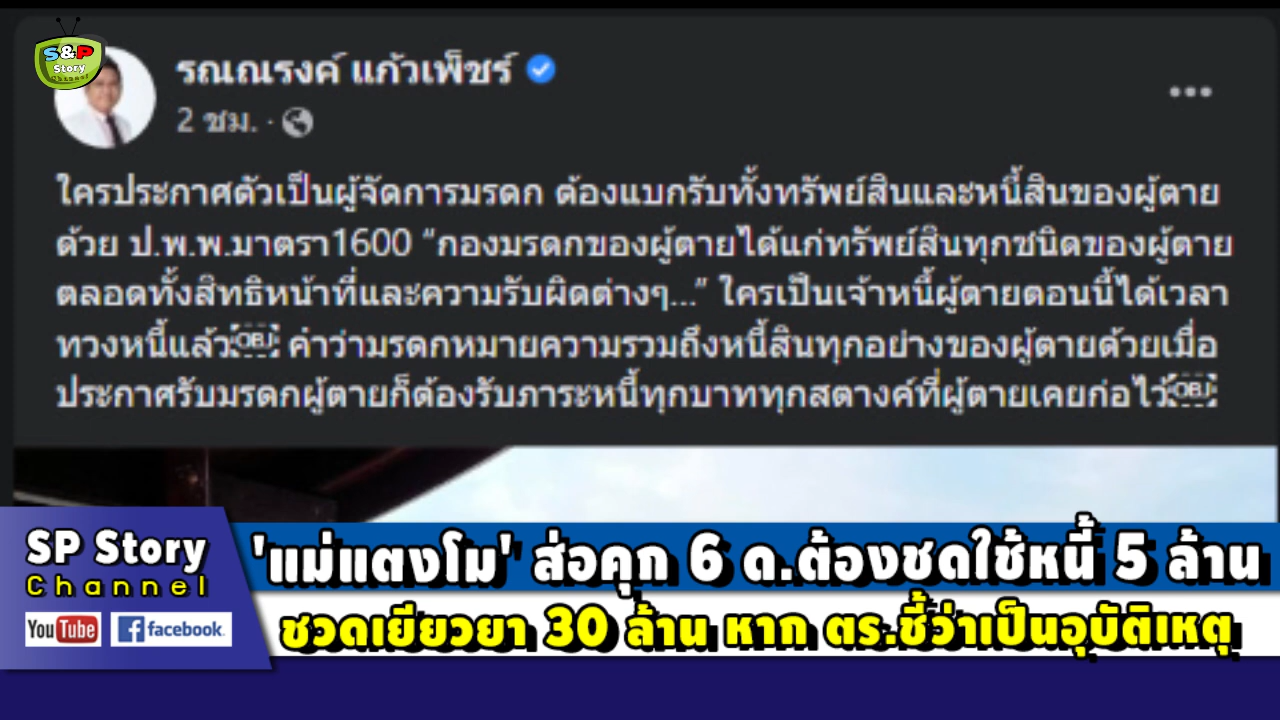 S&P
Story
Channel
รณณรงค์ แก้วเพ็ชร์
2 ชม. ·
ใครประกาศตัวเป็นผู้จัดการมรดก ต้องแบกรับทั้งทรัพย์สินและหนี้สินของผู้ตาย
ด้วย ป.พ.พ.มาตรา1600 “กองมรดกของผู้ตายได้แก่ทรัพย์สินทุกชนิดของผู้ตาย
ตลอดทั้งสิทธิหน้าที่และความรับผิดต่างๆ...” ใครเป็นเจ้าหนี้ผู้ตายตอนนี้ได้เวลา
ทวงหนี้แล้ว￼ คำว่ามรดกหมายความรวมถึงหนี้สินทุกอย่างของผู้ตายด้วยเมื่อ
ประกาศรับมรดกผู้ตายก็ต้องรับภาระหนี้ทุกบาททุกสตางค์ที่ผู้ตายเคยก่อไว้￼
SP Story
Channel
YouTube facebook
'แม่แตงโม' ส่อคุก 6 ด.ต้องชดใช้หนี้ 5 ล้าน
ชวดเยียวยา 30 ล้าน หาก ตร.ชี้ว่าเป็นอุบัติเหตุ